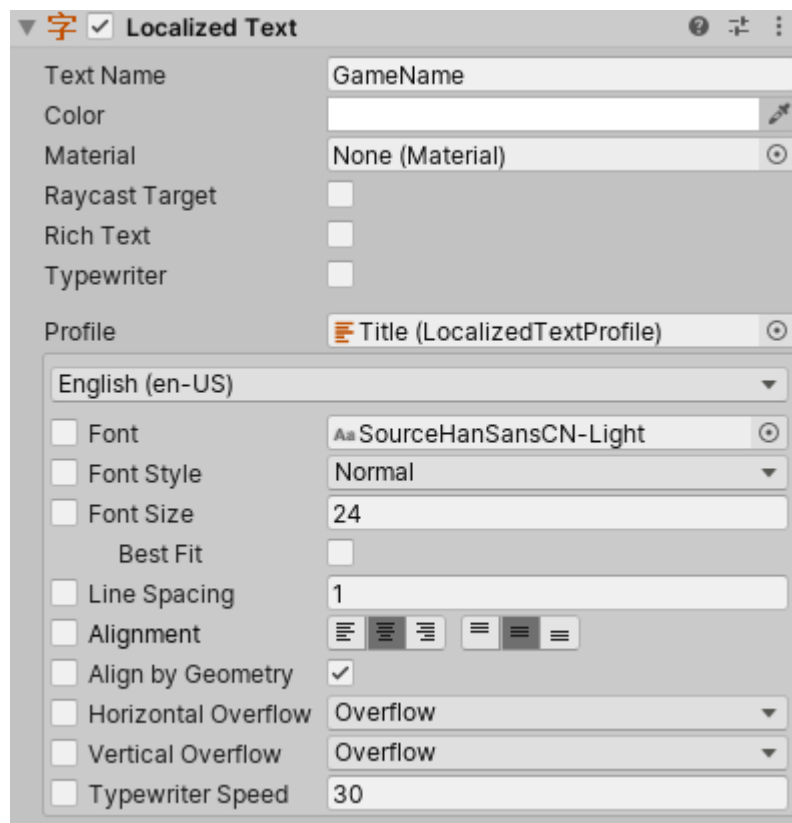 字 Localized Text
Text Name GameName
Color
Material None (Material)
Raycast Target
Rich Text
Typewriter
Profile Title (LocalizedTextProfile)
English (en-US)
Font Aa SourceHanSansCN-Light
Font Style Normal
Font Size 24
Best Fit
Line Spacing 1
Alignment
Align by Geometry
Horizontal Overflow Overflow
Vertical Overflow Overflow
Typewriter Speed 30